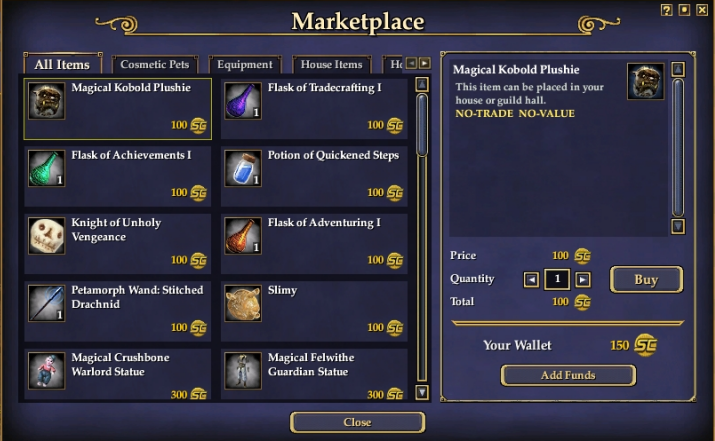 Marketplace
All Items
Cosmetic Pets
Equipment
House Items
Ho
Magical Kobold Plushie
100 SC
Flask of Tradecrafting I
1
100 SC
Flask of Achievements I
1
100 SC
Potion of Quickened Steps
1
100 SC
Knight of Unholy
Vengeance
100 SC
Flask of Adventuring I
1
100 SC
Petamorph Wand: Stitched
Drachnid
1
100 SC
Slimy
100 SC
Magical Crushbone
Warlord Statue
300 SC
Magical Felwithe
Guardian Statue
300 SC
Magical Kobold Plushie
This item can be placed in your
house or guild hall.
NO-TRADE NO-VALUE
Price 100 SC
Quantity 1
Buy
Total 100 SC
Your Wallet 150 SC
Add Funds
Close